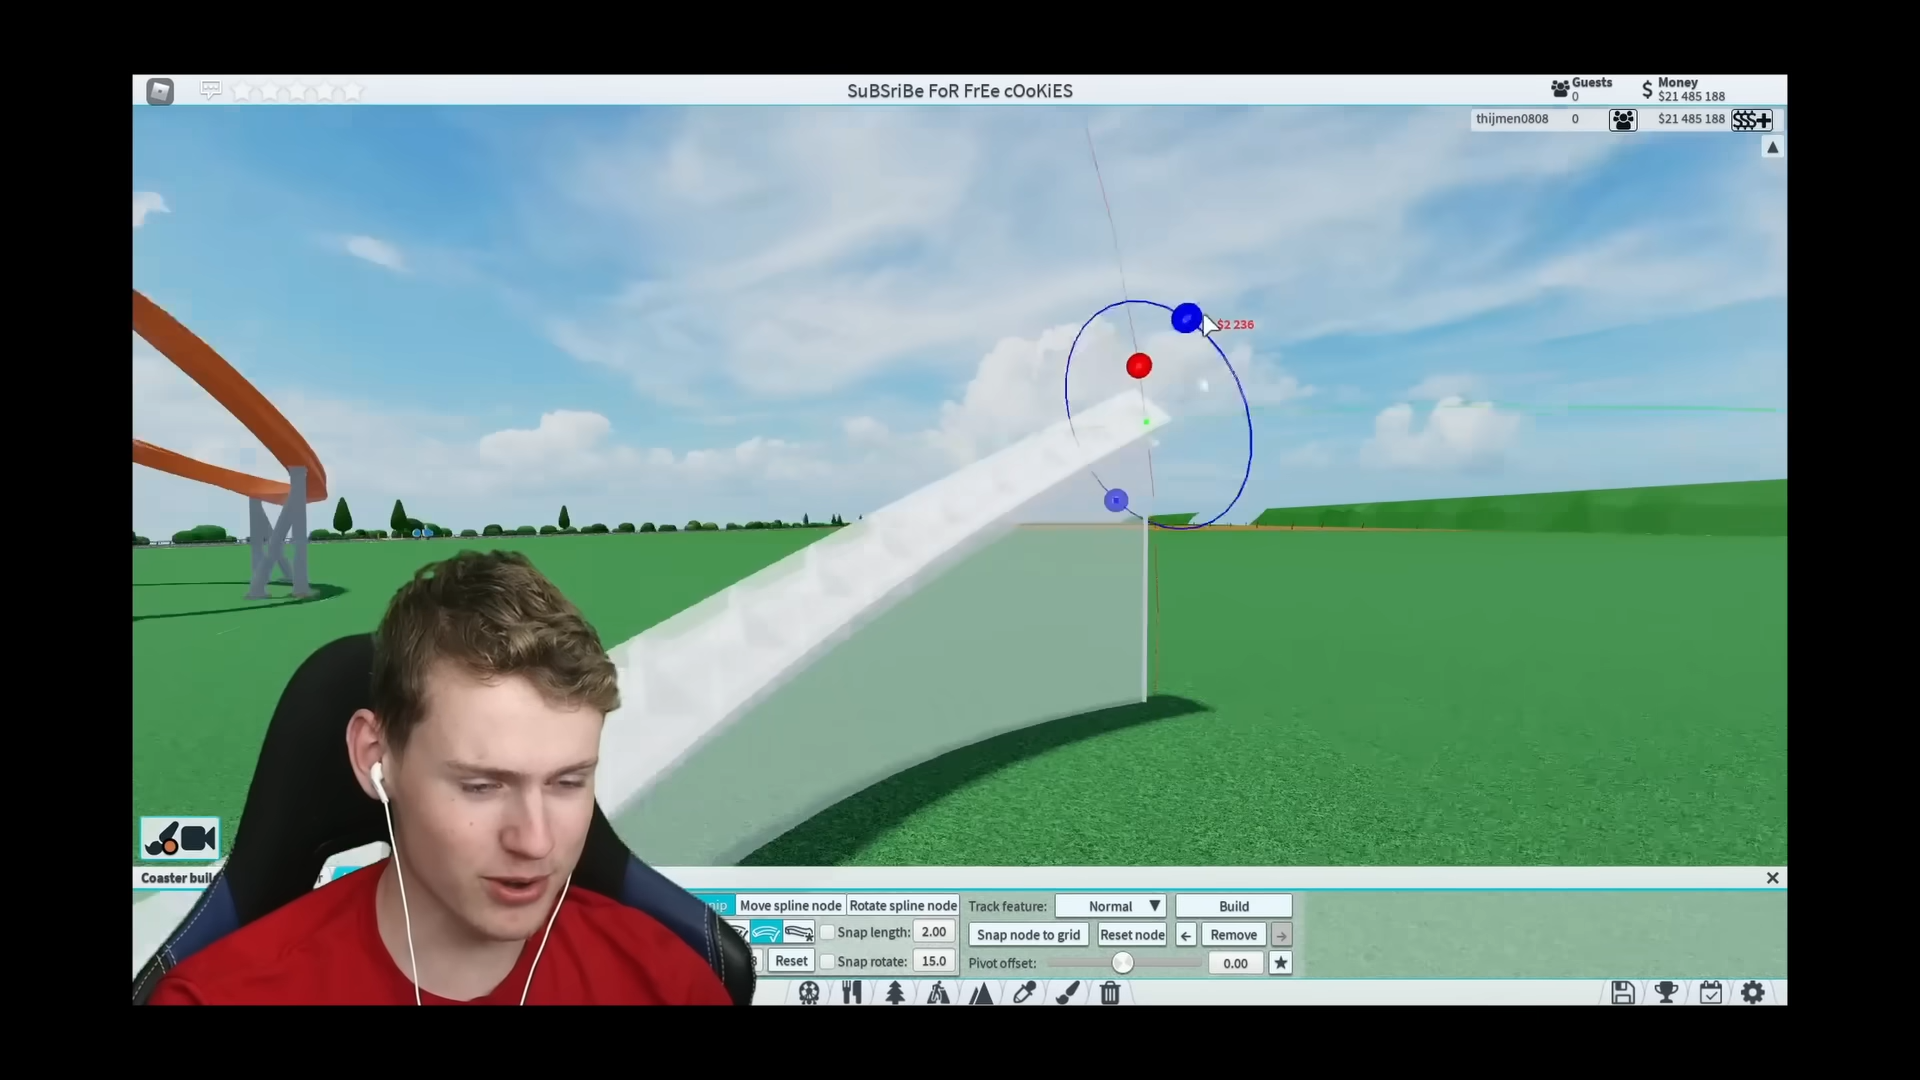 SuBSriBe FoR FrEe cOoKiES
Guests
0
Money
$21 485 188
thijmen0808 0 $21 485 188 $$$+
$2 236
Coaster buil
Move spline node Rotate spline node Track feature: Normal Build
Snap length: 2.00 Snap node to grid Reset node Remove
Reset Snap rotate: 15.0 Pivot offset: 0.00